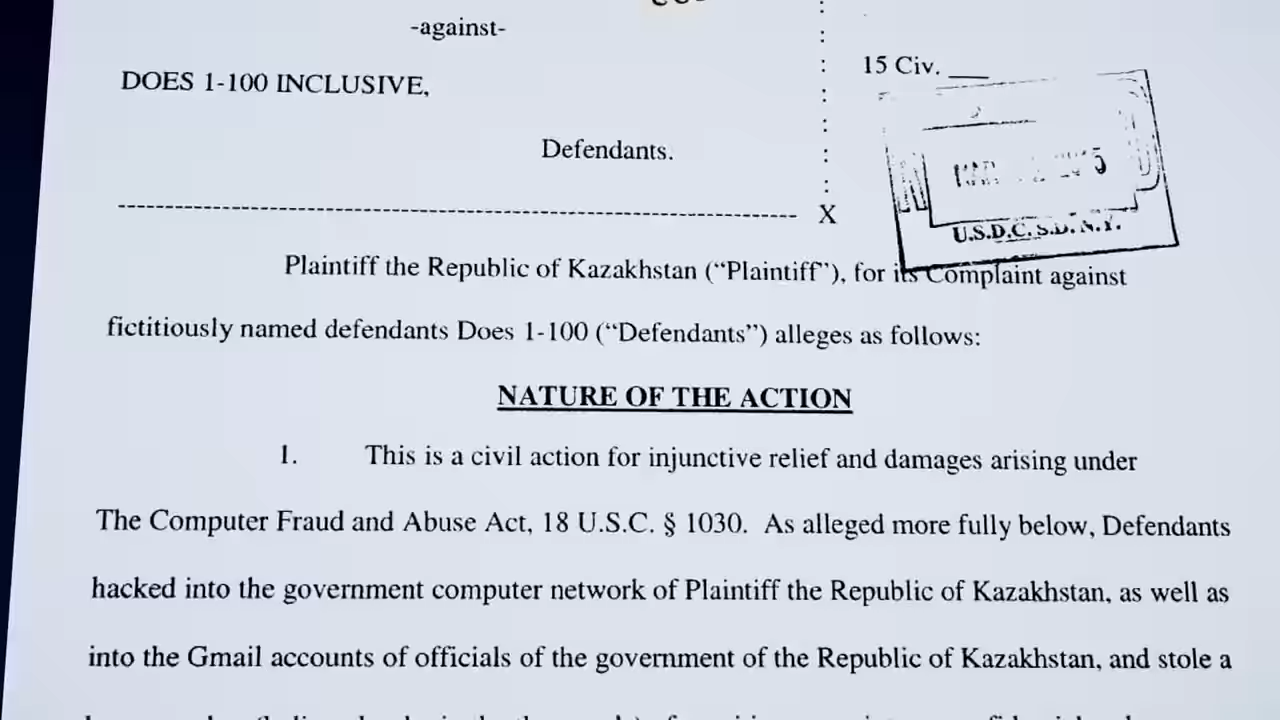 -against-
DOES 1-100 INCLUSIVE,
15 Civ. ___
Defendants.
X
U.S.D.C. S.D. N.Y.
Plaintiff the Republic of Kazakhstan (“Plaintiff”), for its Complaint against
fictitiously named defendants Does 1-100 (“Defendants”) alleges as follows:
NATURE OF THE ACTION
1. This is a civil action for injunctive relief and damages arising under
The Computer Fraud and Abuse Act, 18 U.S.C. § 1030. As alleged more fully below, Defendants
hacked into the government computer network of Plaintiff the Republic of Kazakhstan, as well as
into the Gmail accounts of officials of the government of the Republic of Kazakhstan, and stole a